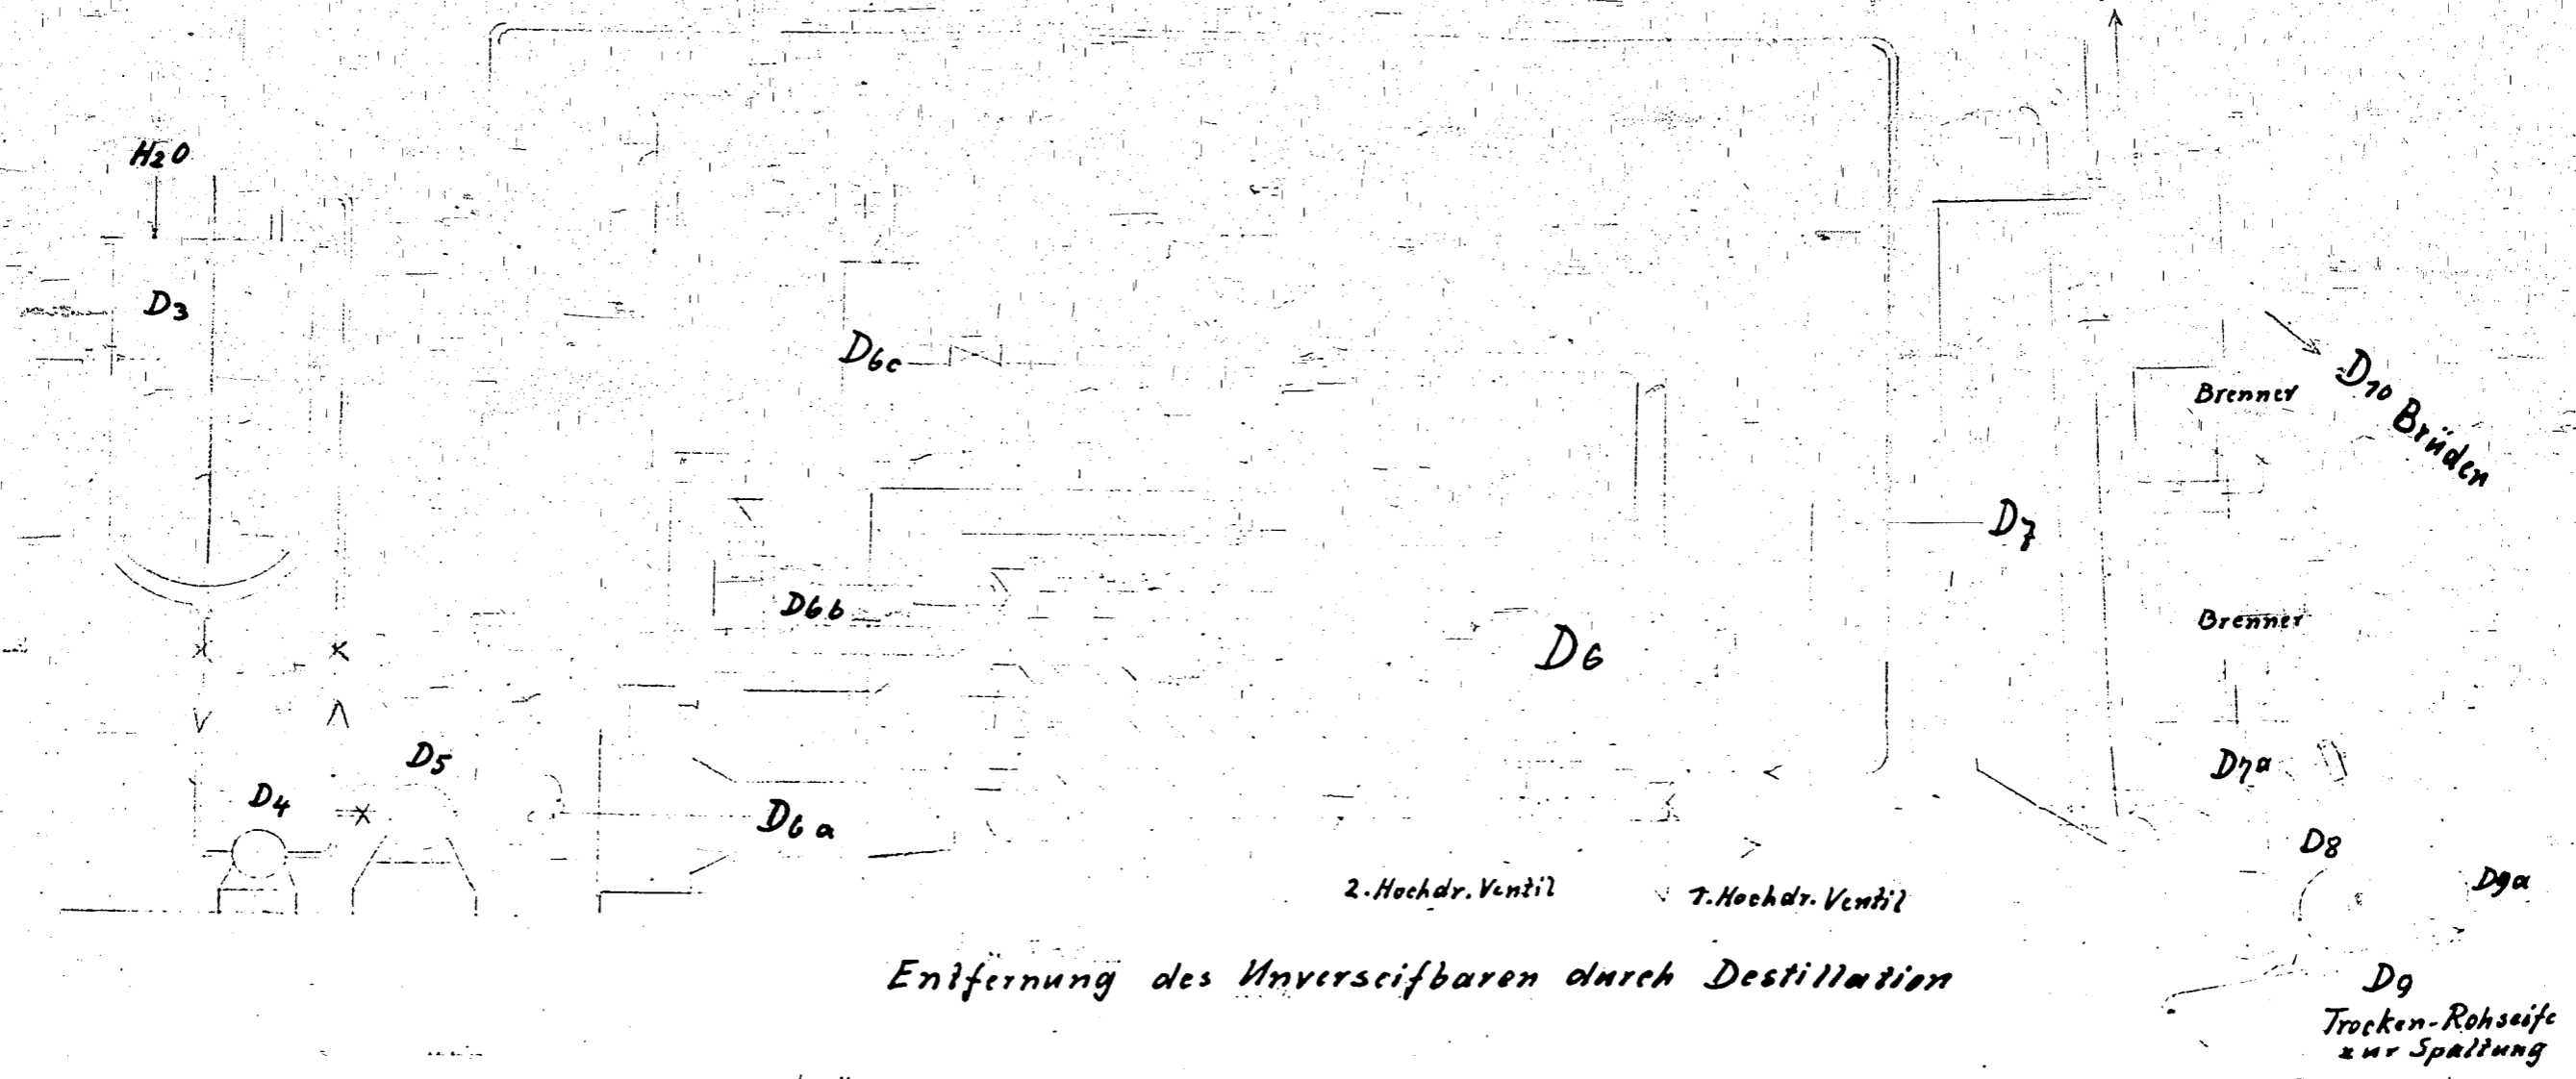 H2O
D3
D6c
D10
Brüden
Brenner
D7
D6b
Brenner
D6
D5
D7a
D4
D6a
D8
2. Hochdr. Ventil
1. Hochdr. Ventil
D9a
Entfernung des Unverseifbaren durch Destillation
D9
Trocken-Rohseife
zur Spaltung